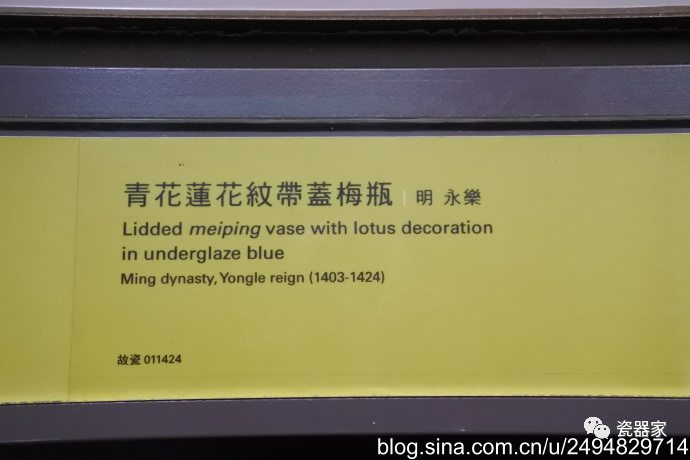 青花蓮花紋帶蓋梅瓶 | 明 永樂
Lidded meiping vase with lotus decoration
in underglaze blue
Ming dynasty, Yongle reign (1403-1424)
故瓷 011424
瓷器家
blog.sina.com.cn/u/2494829714